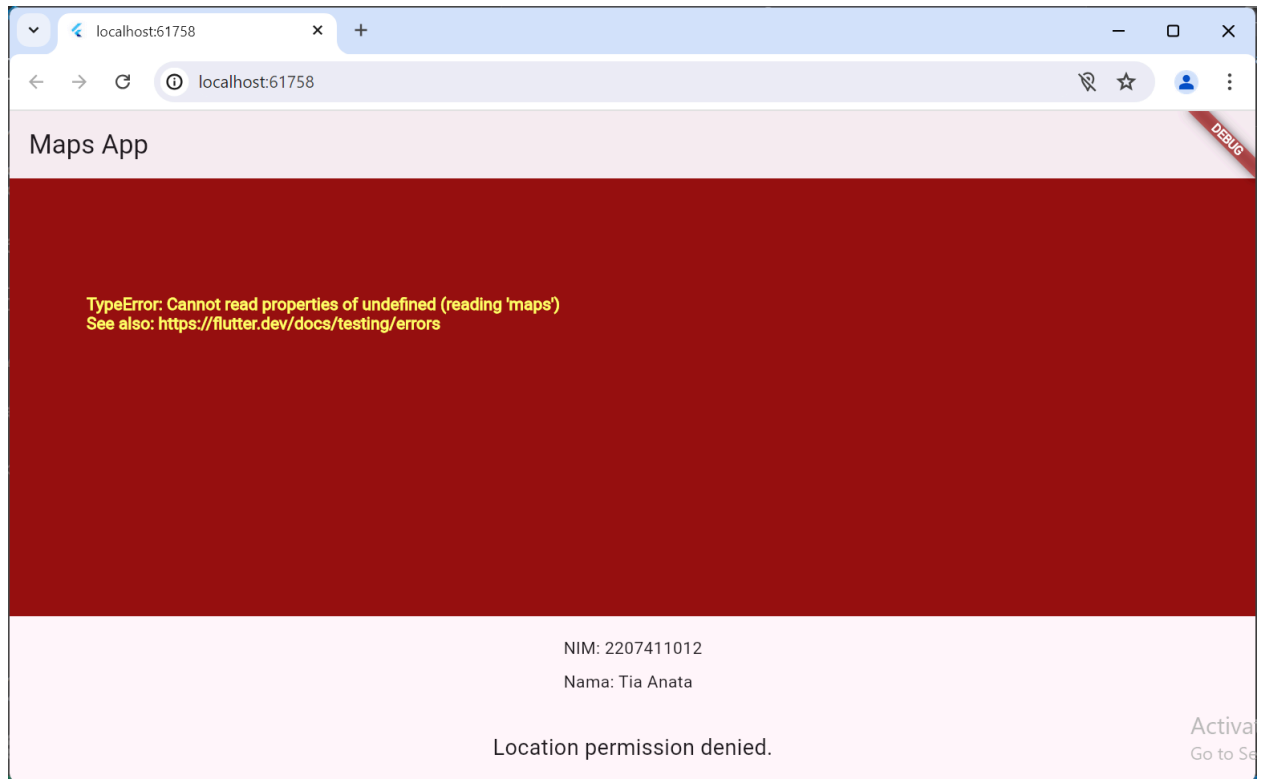 localhost:61758
localhost:61758
Maps App
DEBUG
TypeError: Cannot read properties of undefined (reading 'maps')
See also: https://flutter.dev/docs/testing/errors
NIM: 2207411012
Nama: Tia Anata
Location permission denied.
Activa
Go to Se